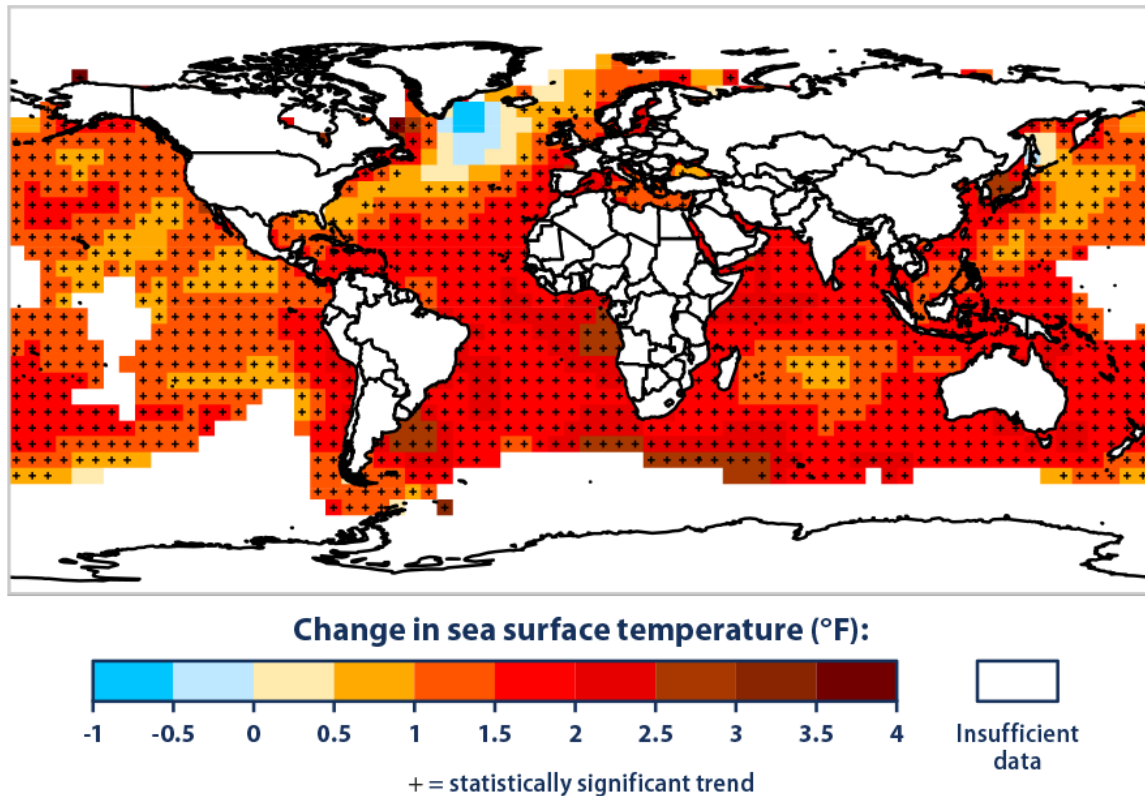 Change in sea surface temperature (°F):
-1 -0.5 0 0.5 1 1.5 2 2.5 3 3.5 4
Insufficient
data
+ = statistically significant trend